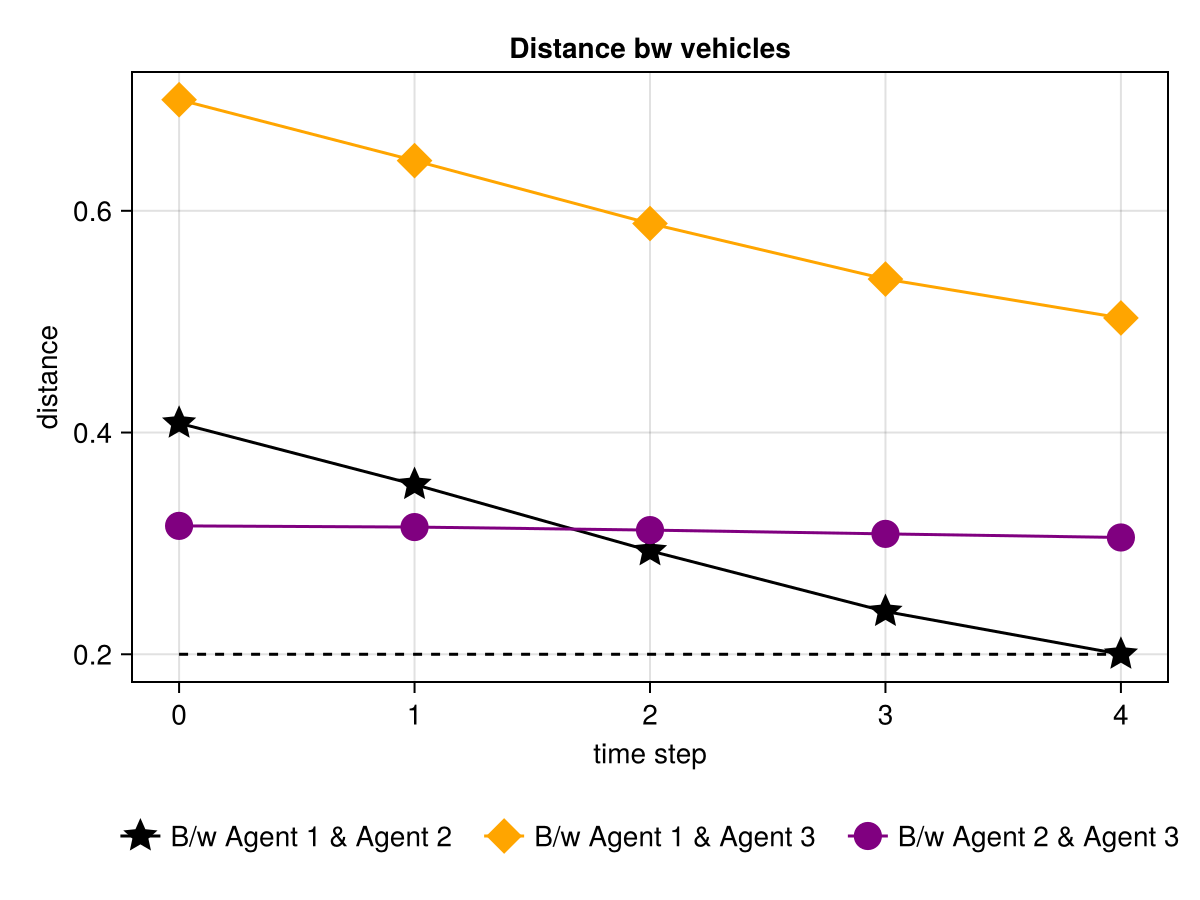 Distance bw vehicles
0.6
0.4
0.2
distance
0 1 2 3 4
time step
B/w Agent 1 & Agent 2 B/w Agent 1 & Agent 3 B/w Agent 2 & Agent 3